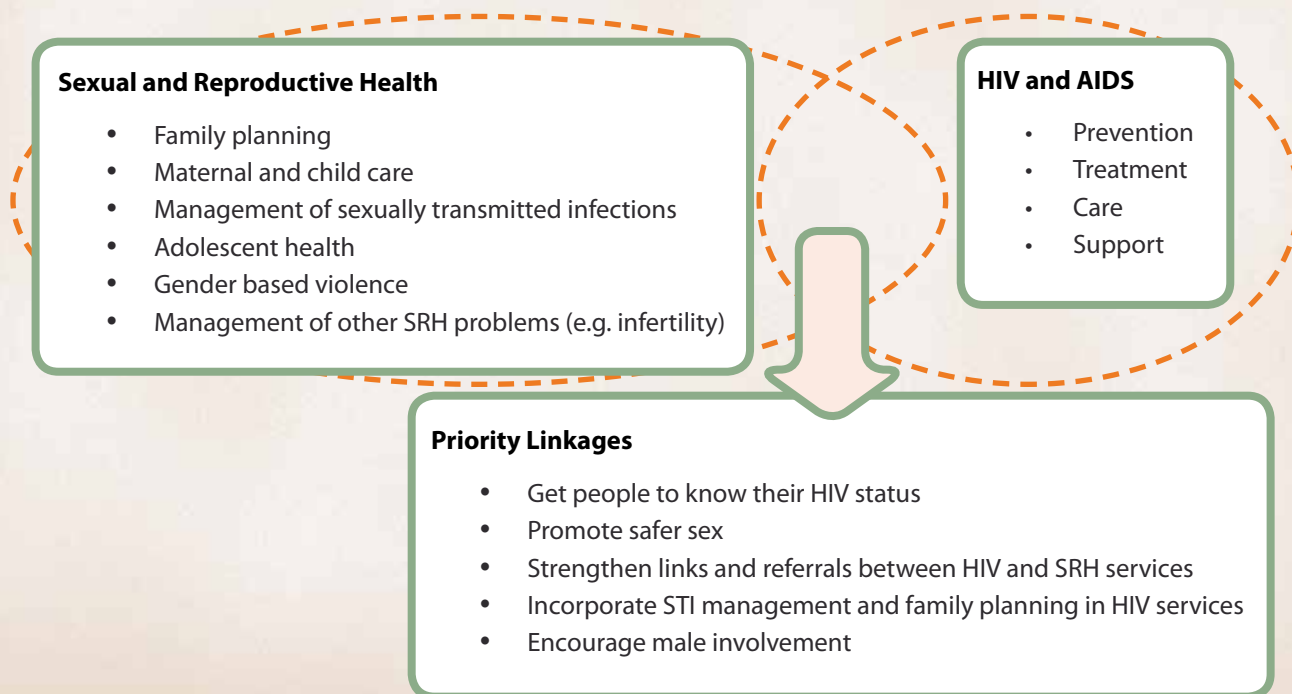 Sexual and Reproductive Health
• Family planning
• Maternal and child care
• Management of sexually transmitted infections
• Adolescent health
• Gender based violence
• Management of other SRH problems (e.g. infertility)
HIV and AIDS
• Prevention
• Treatment
• Care
• Support
Priority Linkages
• Get people to know their HIV status
• Promote safer sex
• Strengthen links and referrals between HIV and SRH services
• Incorporate STI management and family planning in HIV services
• Encourage male involvement